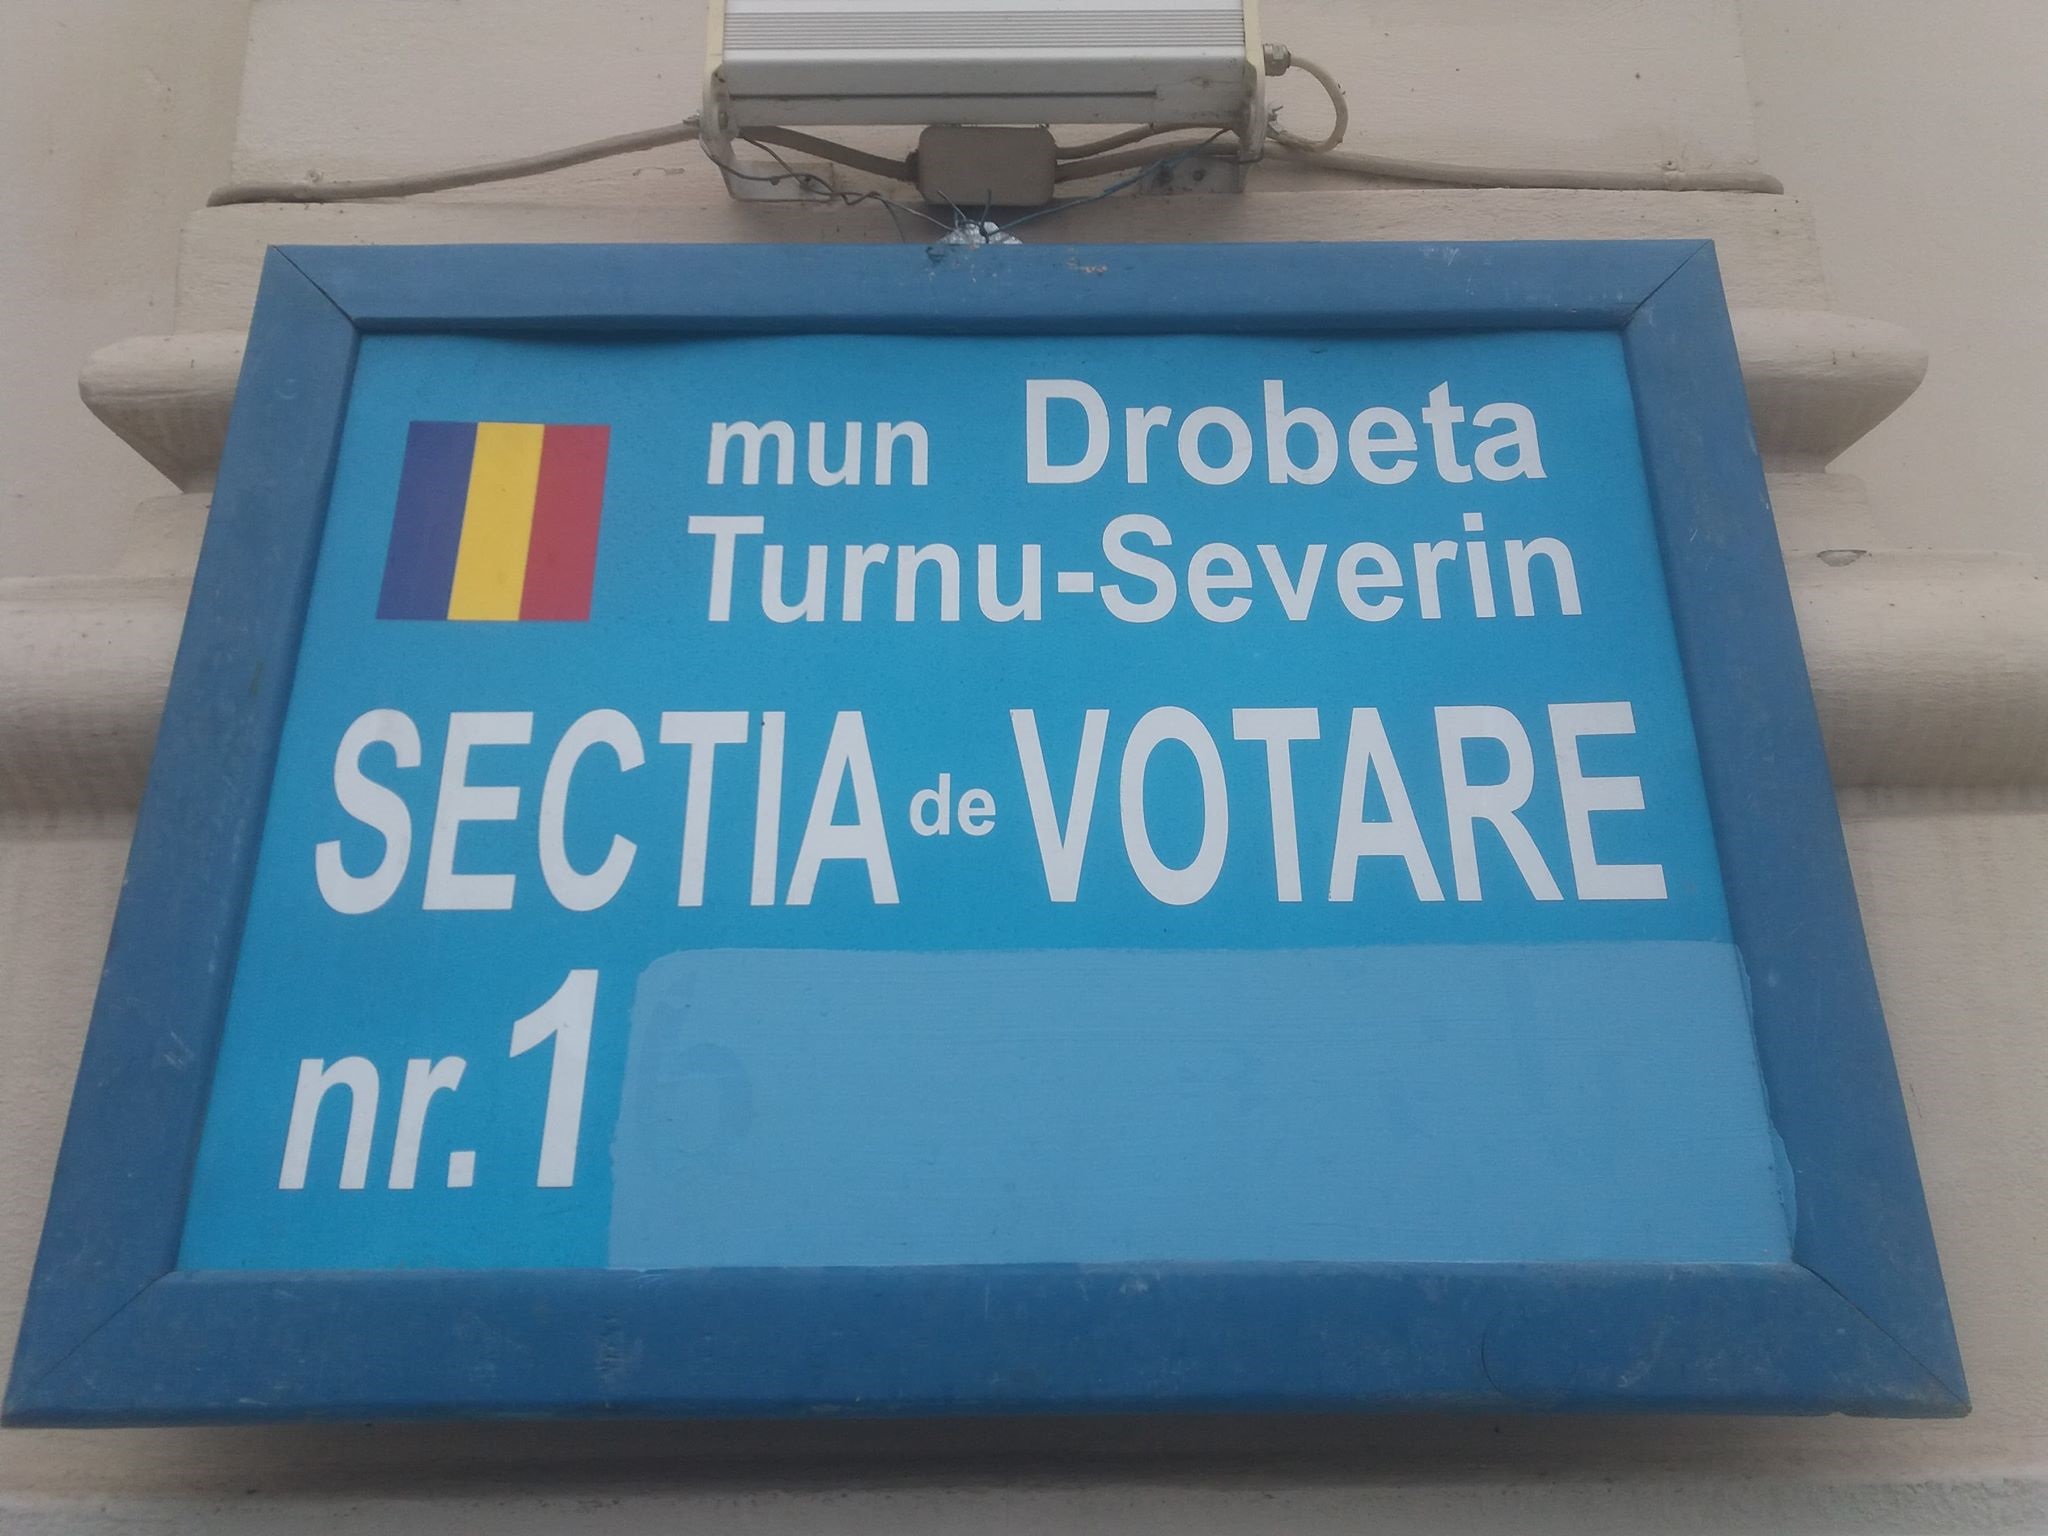 mun Drobeta
Turnu-Severin
SECTIA de VOTARE
nr.1